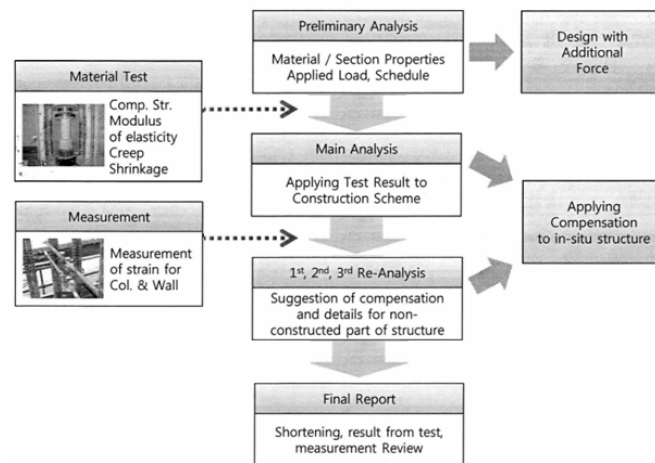 Preliminary Analysis
Material / Section Properties
Applied Load, Schedule
Design with
Additional
Force
Material Test
Comp. Str.
Modulus
of elasticity
Creep
Shrinkage
Main Analysis
Applying Test Result to
Construction Scheme
Applying
Compensation
to in-situ structure
Measurement
Measurement
of strain for
Col. & Wall
1st, 2nd, 3rd Re-Analysis
Suggestion of compensation
and details for non-
constructed part of structure
Final Report
Shortening, result from test,
measurement Review